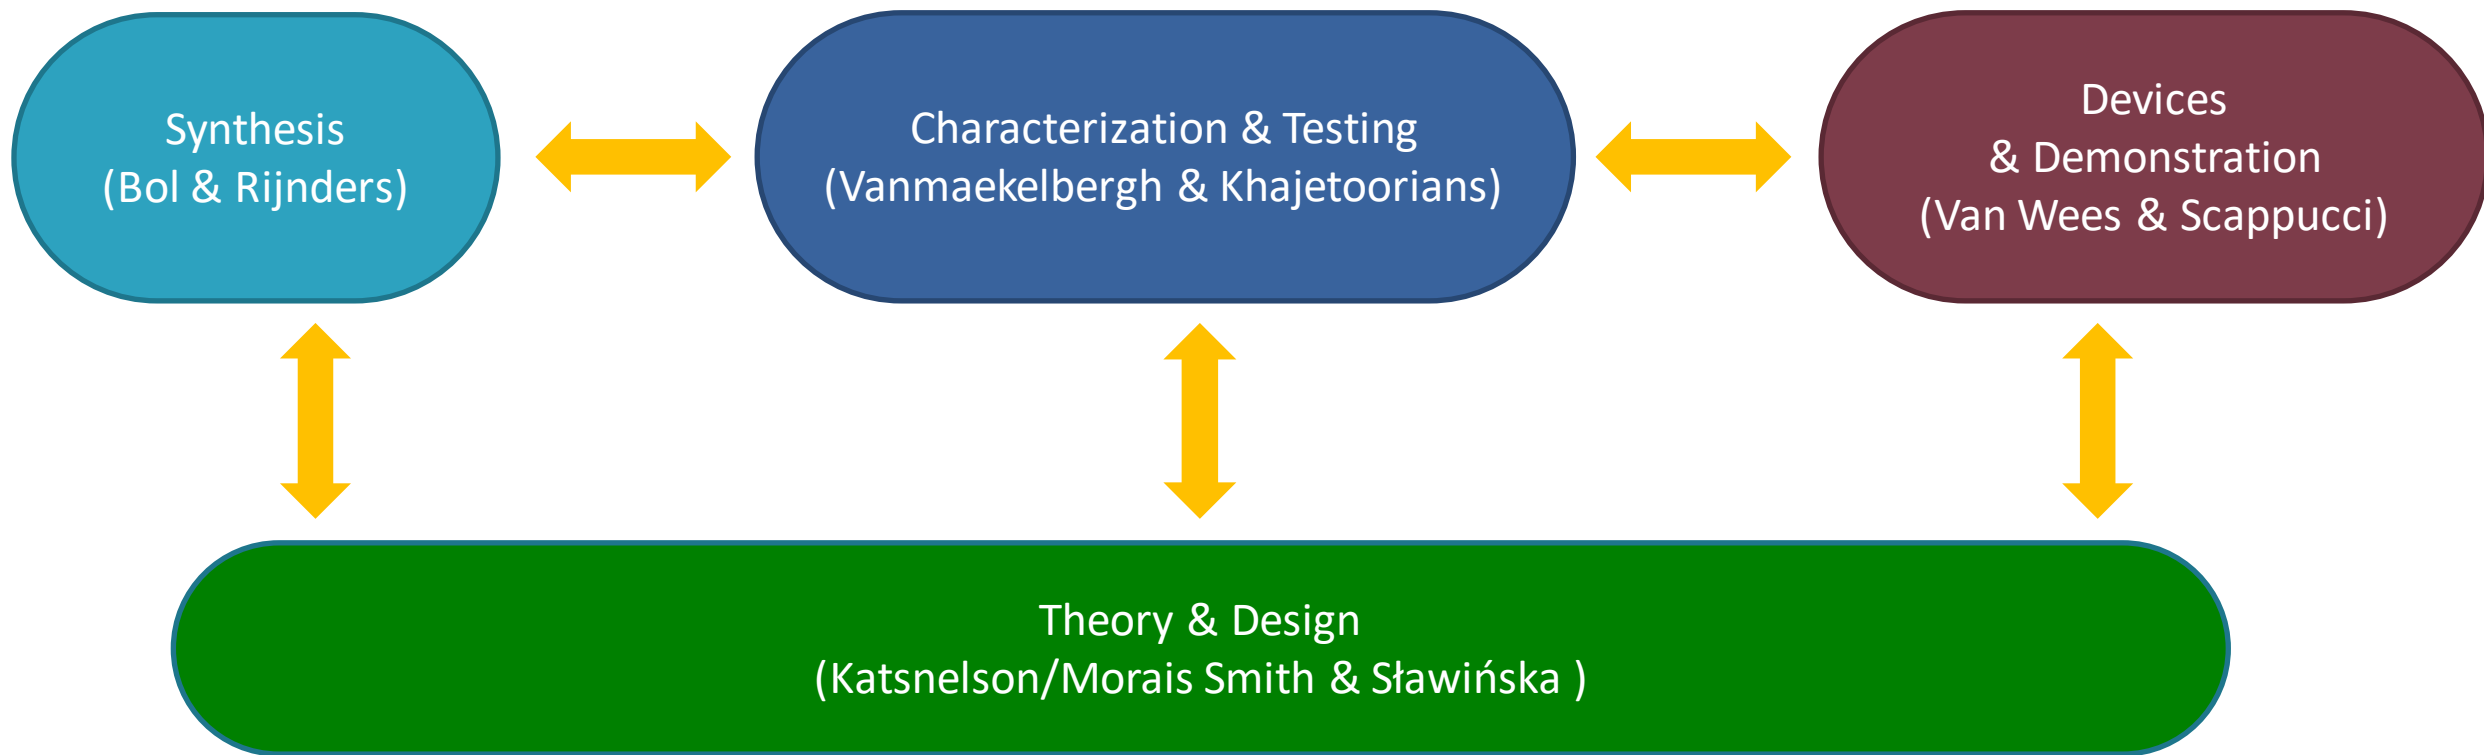 Synthesis
(Bol & Rijnders)
Characterization & Testing
(Vanmaekelbergh & Khajetoorians)
Devices
& Demonstration
(Van Wees & Scappucci)
Theory & Design
(Katsnelson/Morais Smith & Sławińska )